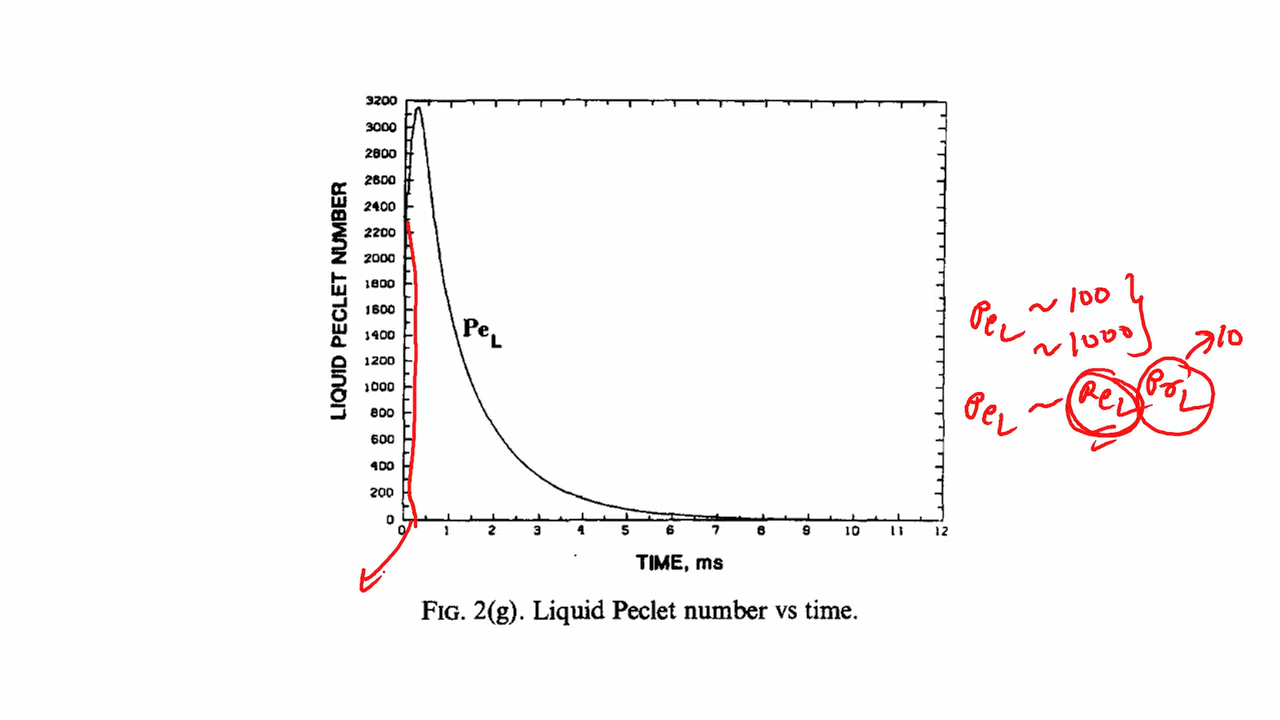 3200
3000
2800
2600
2400
2200
2000
1800
1600
1400
1200
1000
800
600
400
200
0
LIQUID PECLET NUMBER
Pe_L
0 1 2 3 4 5 6 7 8 9 10 11 12
TIME, ms
FIG. 2(g). Liquid Peclet number vs time.
Pe_L ~ 100
~ 1000
→ 10
Pe_L ~ Re_L Pr_L